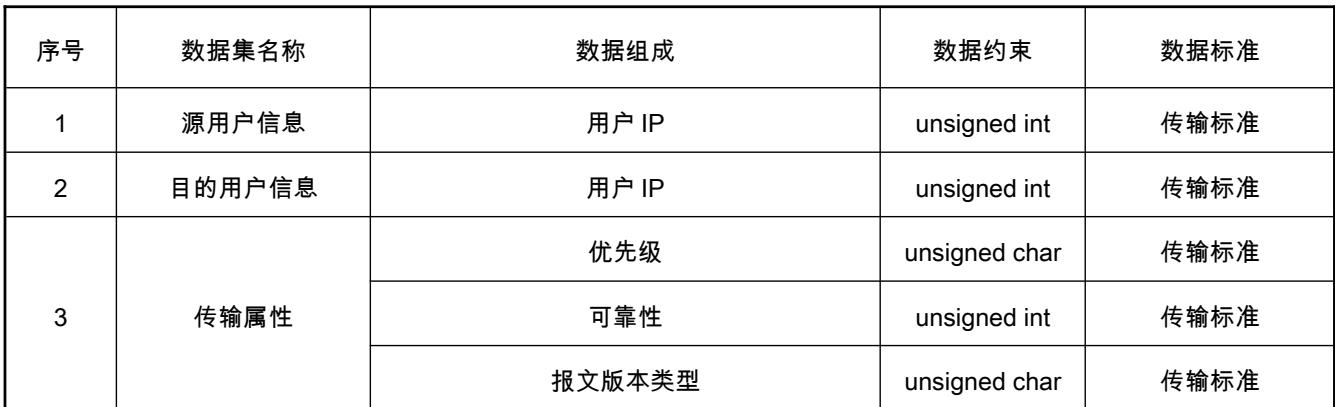 序号 数据集名称 数据组成 数据约束 数据标准
1 源用户信息 用户 IP unsigned int 传输标准
2 目的用户信息 用户 IP unsigned int 传输标准
优先级 unsigned char 传输标准
3 传输属性 可靠性 unsigned int 传输标准
报文版本类型 unsigned char 传输标准